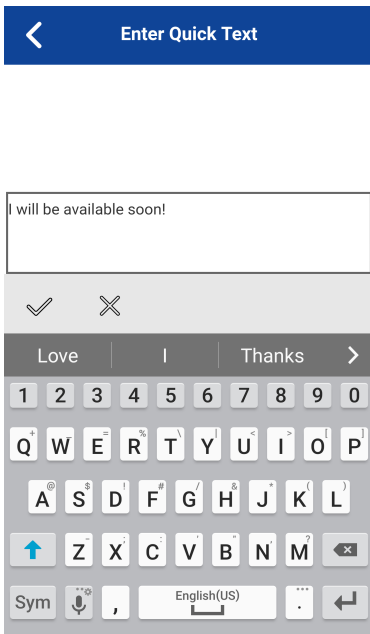 Enter Quick Text
I will be available soon!
Love I Thanks
1 2 3 4 5 6 7 8 9 0
+ _ = % \ | < > [ ]
Q W E R T Y U I O P
@ $ ! # / & * ( )
A S D F G H J K L
- ; : ' " ?
Z X C V B N M
Sym , English(US) .